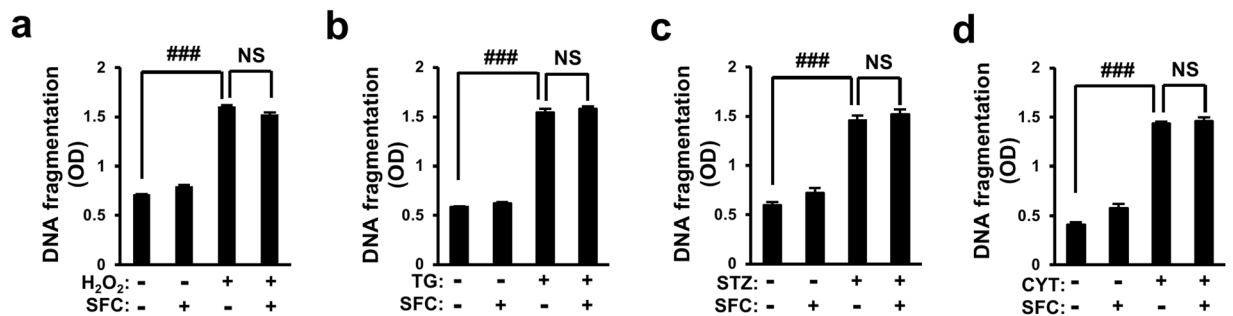 a
b
c
d
### NS
### NS
### NS
### NS
DNA fragmentation
(OD)
2
1.5
1
0.5
0
DNA fragmentation
(OD)
2
1.5
1
0.5
0
DNA fragmentation
(OD)
2
1.5
1
0.5
0
DNA fragmentation
(OD)
2
1.5
1
0.5
0
H₂O₂: - - + +
SFC: - + - +
TG: - - + +
SFC: - + - +
STZ: - - + +
SFC: - + - +
CYT: - - + +
SFC: - + - +